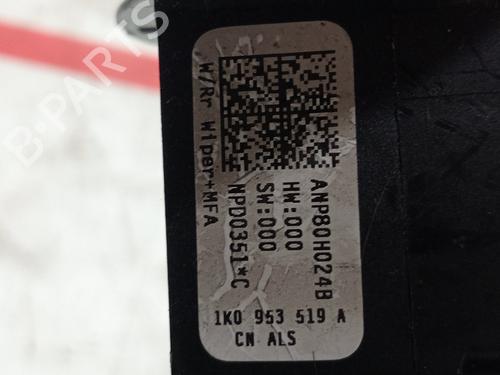 W/Rr Wiper+MFA
ANP80H024B
HW:000
SW:000
NPD0351*C
1K0 953 519 A
CN ALS
B-PARTS